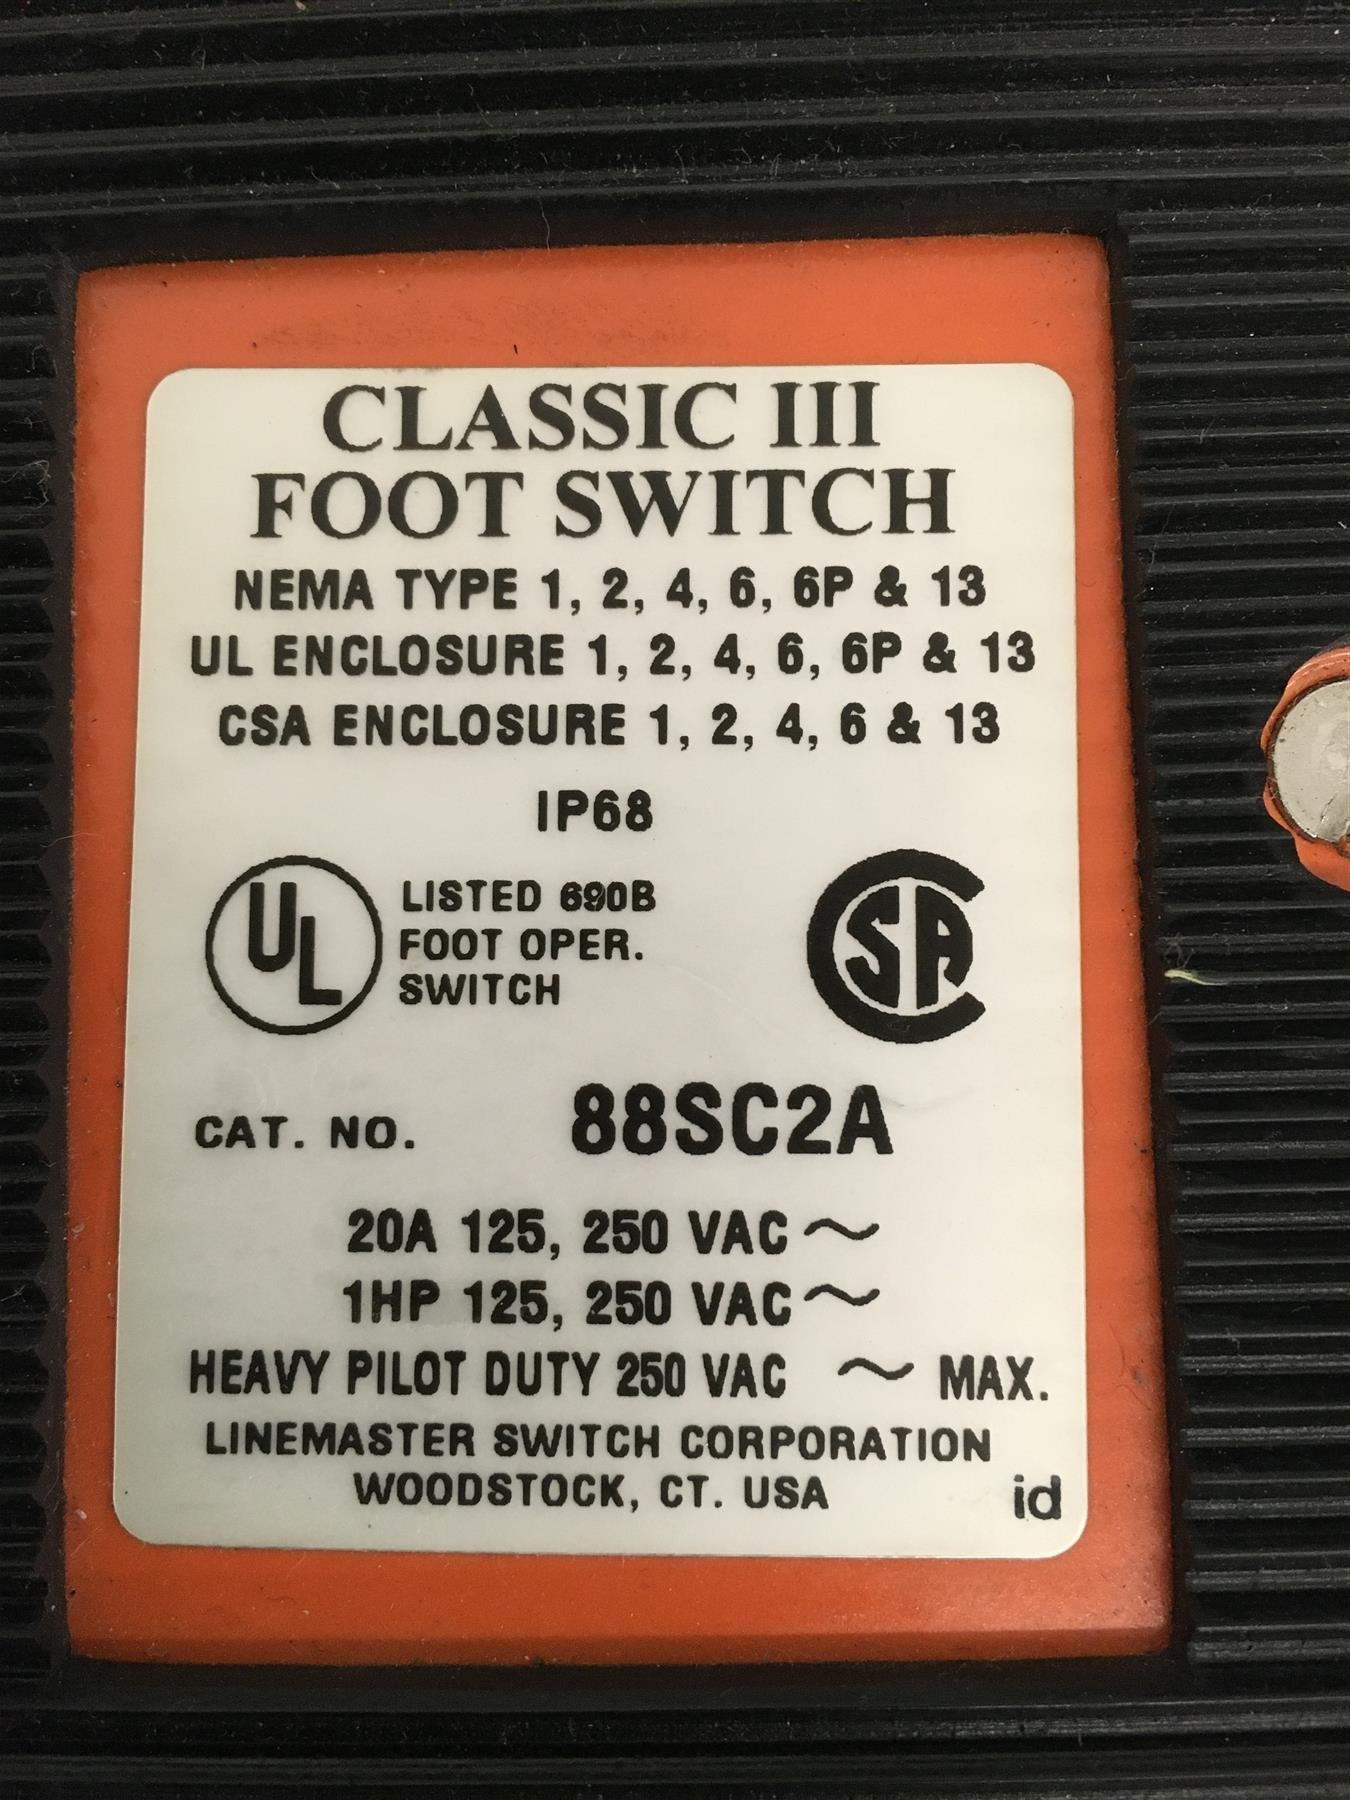 CLASSIC III
FOOT SWITCH
NEMA TYPE 1, 2, 4, 6, 6P & 13
UL ENCLOSURE 1, 2, 4, 6, 6P & 13
CSA ENCLOSURE 1, 2, 4, 6 & 13
IP68
UL
LISTED 690B
FOOT OPER.
SWITCH
CSA
CAT. NO. 88SC2A
20A 125, 250 VAC ~
1HP 125, 250 VAC ~
HEAVY PILOT DUTY 250 VAC ~ MAX.
LINEMASTER SWITCH CORPORATION
WOODSTOCK, CT. USA
id